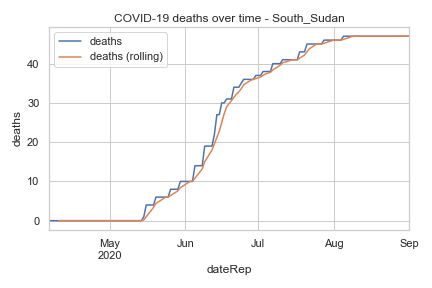 COVID-19 deaths over time - South_Sudan
deaths
deaths (rolling)
deaths
40
30
20
10
0
May
2020
Jun
Jul
Aug
Sep
dateRep